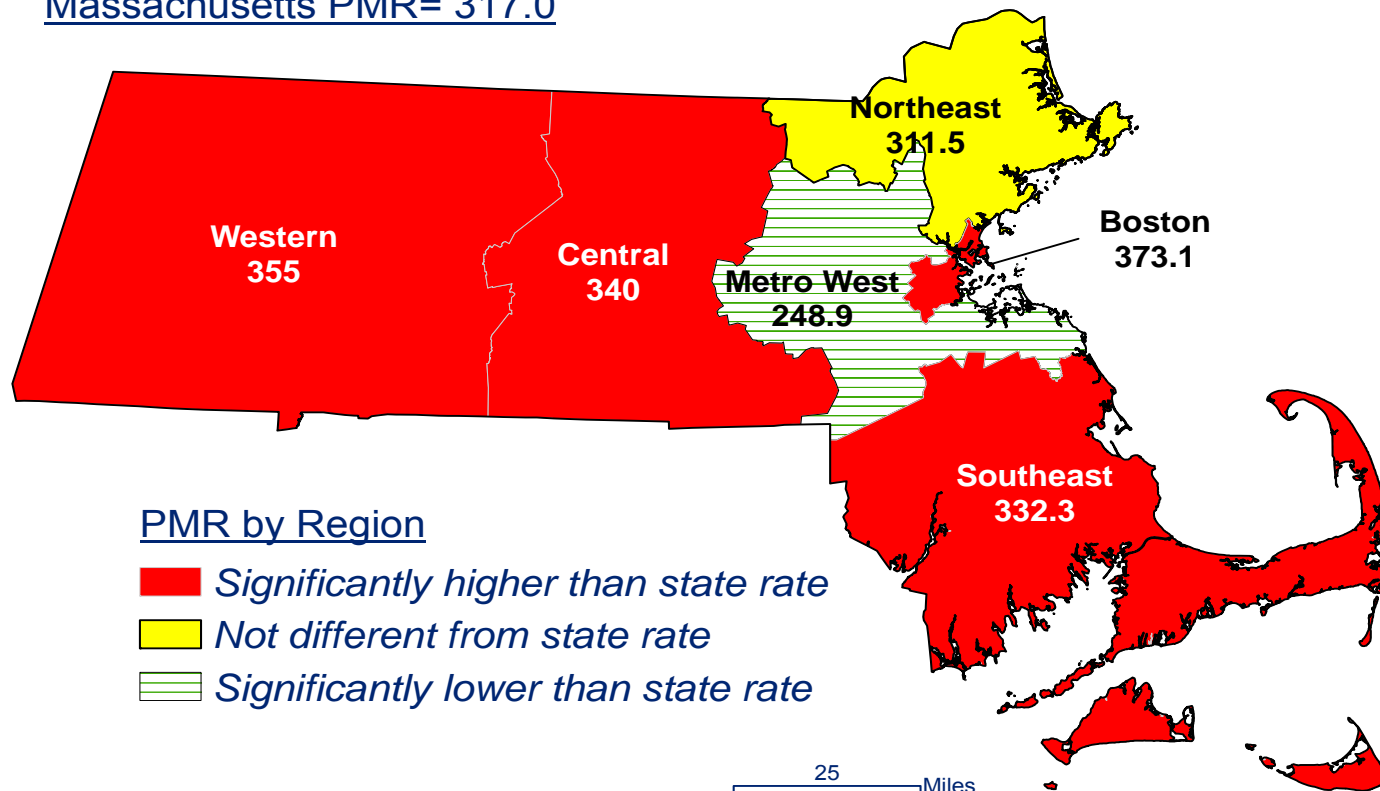 Massachusetts PMR= 317.0
Northeast
311.5
Boston
373.1
Western
355
Central
340
Metro West
248.9
Southeast
332.3
PMR by Region
Significantly higher than state rate
Not different from state rate
Significantly lower than state rate
25
Miles